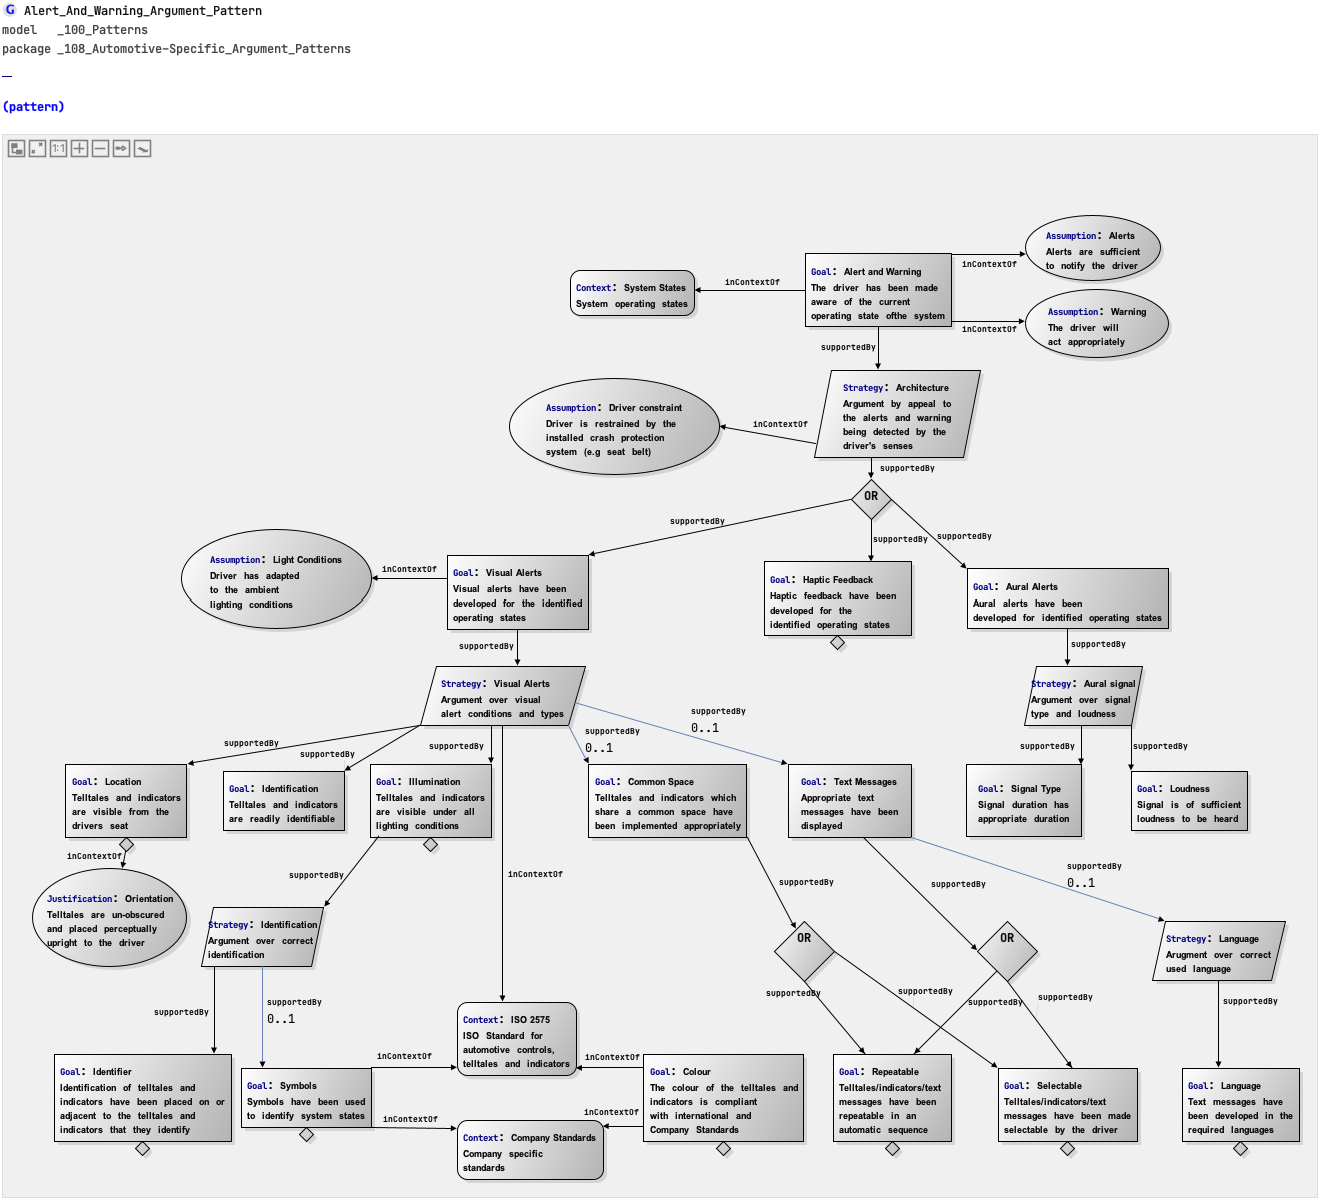 G Alert_And_Warning_Argument_Pattern
model _100_Patterns
package _108_Automotive-Specific_Argument_Patterns
(pattern)
1:1
Assumption: Alerts
Alerts are sufficient
to notify the driver
inContextOf
Goal: Alert and Warning
The driver has been made
aware of the current
operating state ofthe system
inContextOf
Context: System States
System operating states
Assumption: Warning
The driver will
act appropriately
inContextOf
supportedBy
Strategy: Architecture
Argument by appeal to
the alerts and warning
being detected by the
driver's senses
Assumption: Driver constraint
Driver is restrained by the
installed crash protection
system (e.g seat belt)
inContextOf
supportedBy
OR
supportedBy
supportedBy
supportedBy
Assumption: Light Conditions
Driver has adapted
to the ambient
lighting conditions
inContextOf
Goal: Visual Alerts
Visual alerts have been
developed for the identified
operating states
Goal: Haptic Feedback
Haptic feedback have been
developed for the
identified operating states
Goal: Aural Alerts
Aural alerts have been
developed for identified operating states
supportedBy
supportedBy
Strategy: Visual Alerts
Argument over visual
alert conditions and types
Strategy: Aural signal
Argument over signal
type and loudness
supportedBy
supportedBy
supportedBy
supportedBy
0..1
supportedBy
0..1
supportedBy
supportedBy
Goal: Location
Telltales and indicators
are visible from the
drivers seat
Goal: Identification
Telltales and indicators
are readily identifiable
Goal: Illumination
Telltales and indicators
are visible under all
lighting conditions
Goal: Common Space
Telltales and indicators which
share a common space have
been implemented appropriately
Goal: Text Messages
Appropriate text
messages have been
displayed
Goal: Signal Type
Signal duration has
appropriate duration
Goal: Loudness
Signal is of sufficient
loudness to be heard
inContextOf
Justification: Orientation
Telltales are un-obscured
and placed perceptually
upright to the driver
supportedBy
inContextOf
supportedBy
supportedBy
supportedBy
0..1
Strategy: Identification
Argument over correct
identification
OR
OR
Strategy: Language
Arugment over correct
used language
supportedBy
supportedBy
0..1
supportedBy
supportedBy
supportedBy
supportedBy
supportedBy
Context: ISO 2575
ISO Standard for
automotive controls,
telltales and indicators
inContextOf
inContextOf
Goal: Identifier
Identification of telltales and
indicators have been placed on or
adjacent to the telltales and
indicators that they identify
Goal: Symbols
Symbols have been used
to identify system states
inContextOf
inContextOf
Context: Company Standards
Company specific
standards
Goal: Colour
The colour of the telltales and
indicators is compliant
with international and
Company Standards
Goal: Repeatable
Telltales/indicators/text
messages have been
repeatable in an
automatic sequence
Goal: Selectable
Telltales/indicators/text
messages have been made
selectable by the driver
Goal: Language
Text messages have
been developed in the
required languages